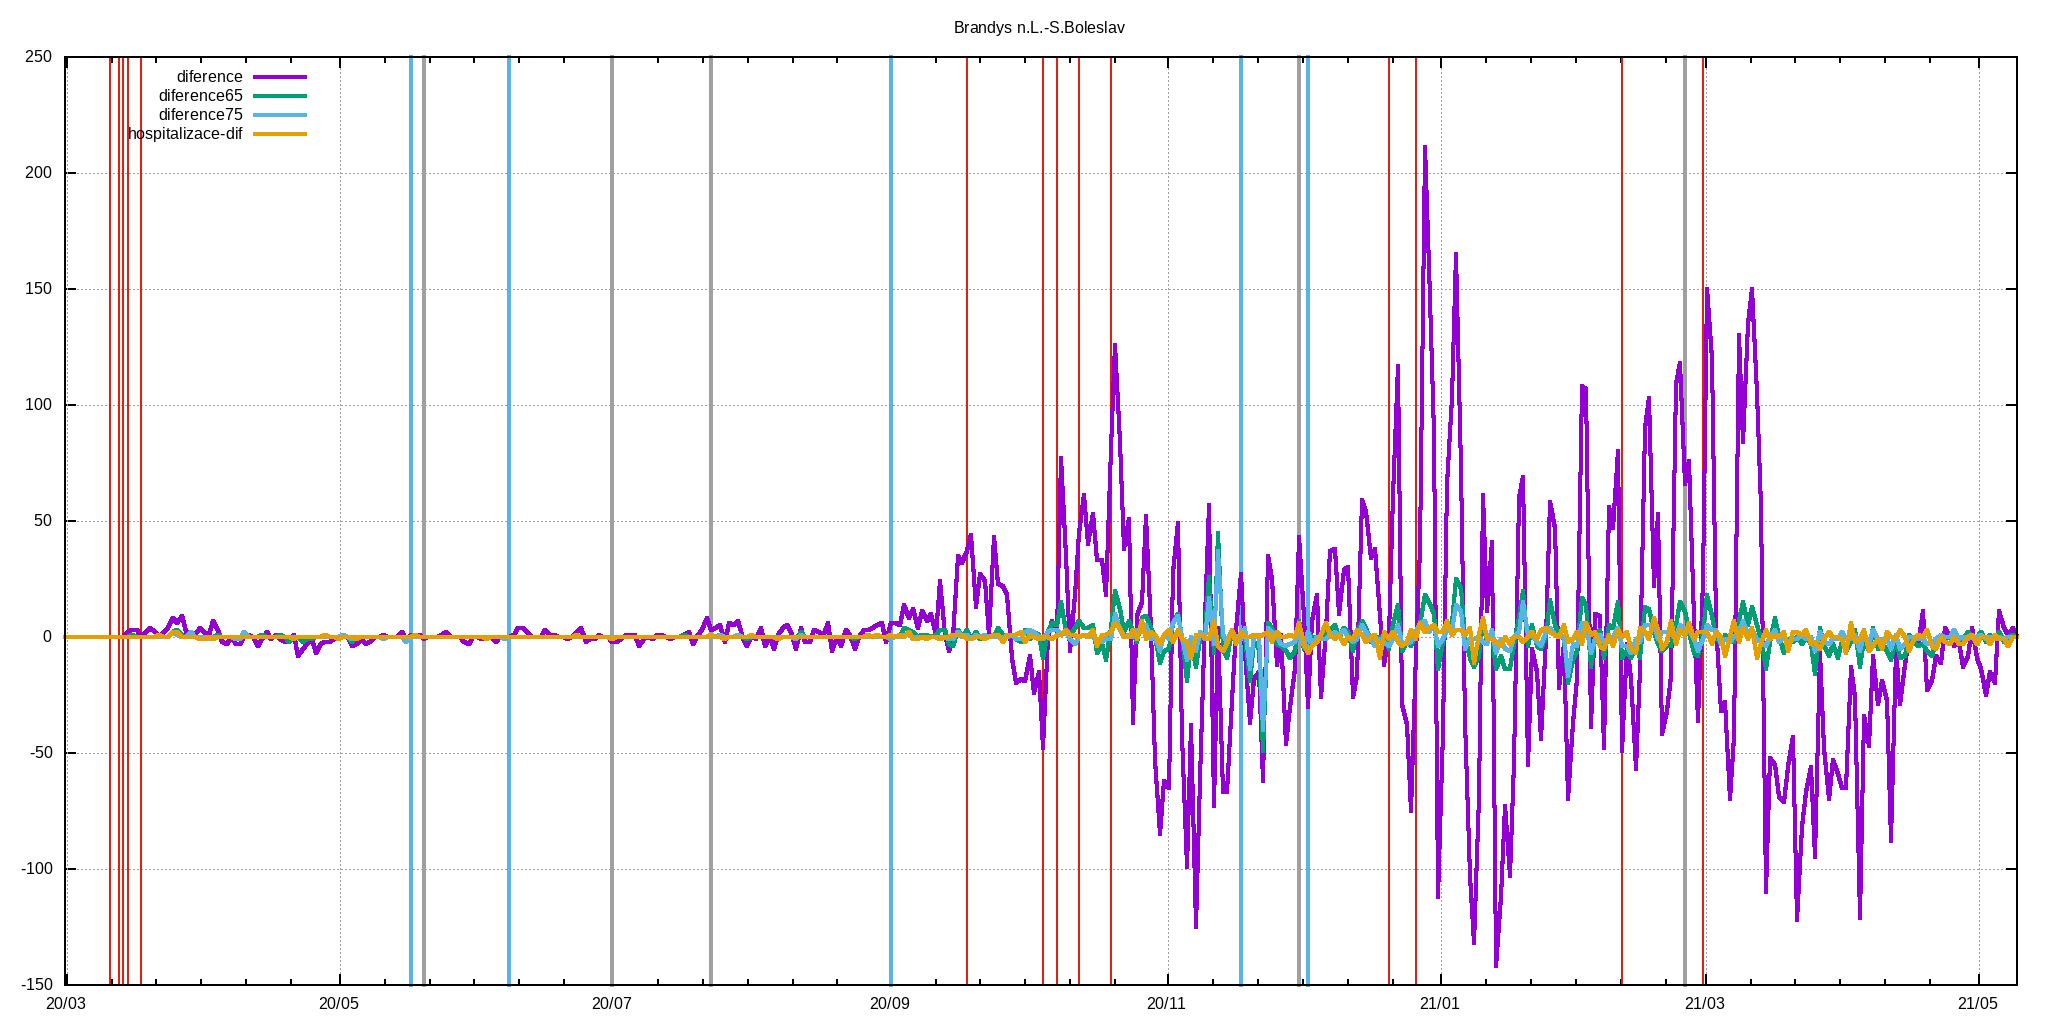 Brandys n.L.-S.Boleslav
250
200
150
100
50
0
-50
-100
-150
diference
diference65
diference75
hospitalizace-dif
20/03 20/05 20/07 20/09 20/11 21/01 21/03 21/05